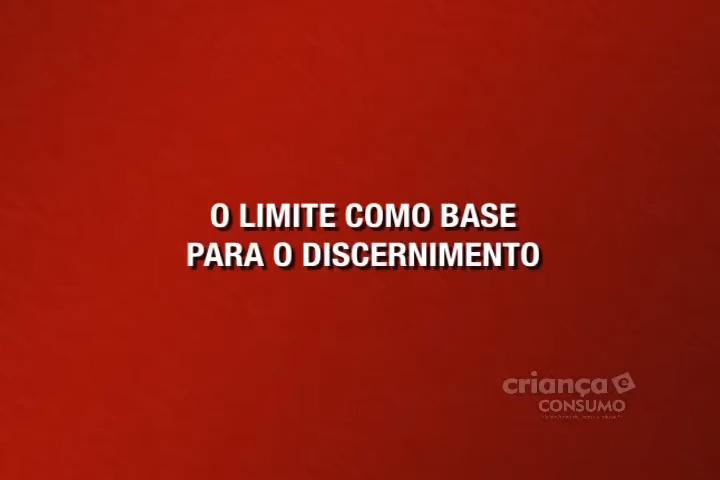 O LIMITE COMO BASE
PARA O DISCERNIMENTO
criança e
CONSUMO